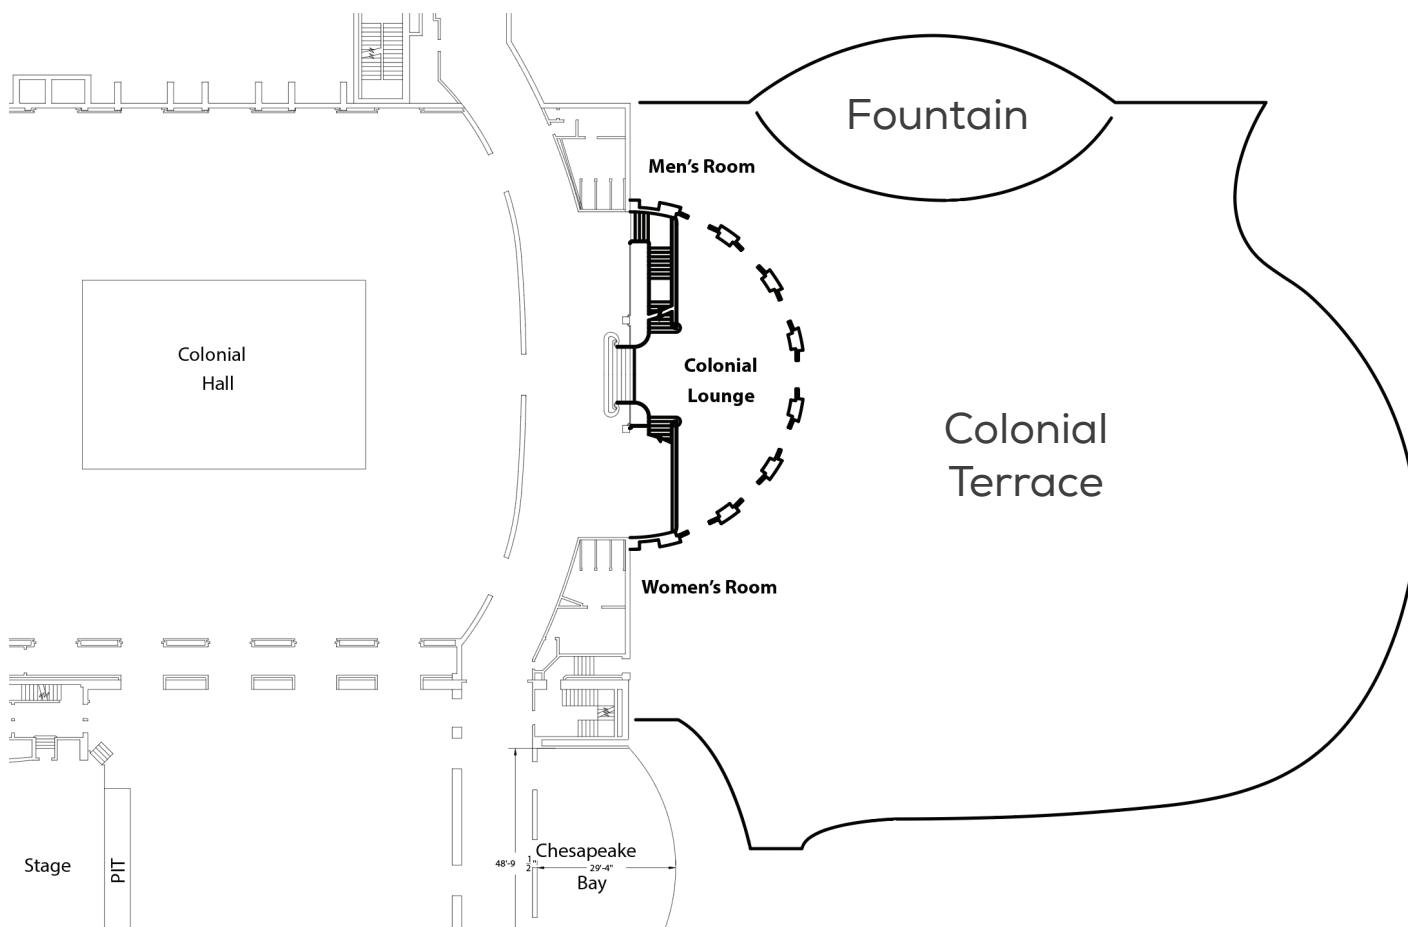 Fountain
Men's Room
Colonial
Hall
Colonial
Lounge
Colonial
Terrace
Women's Room
Stage
PIT
48'-9 1/2"
Chesapeake
29'-4"
Bay